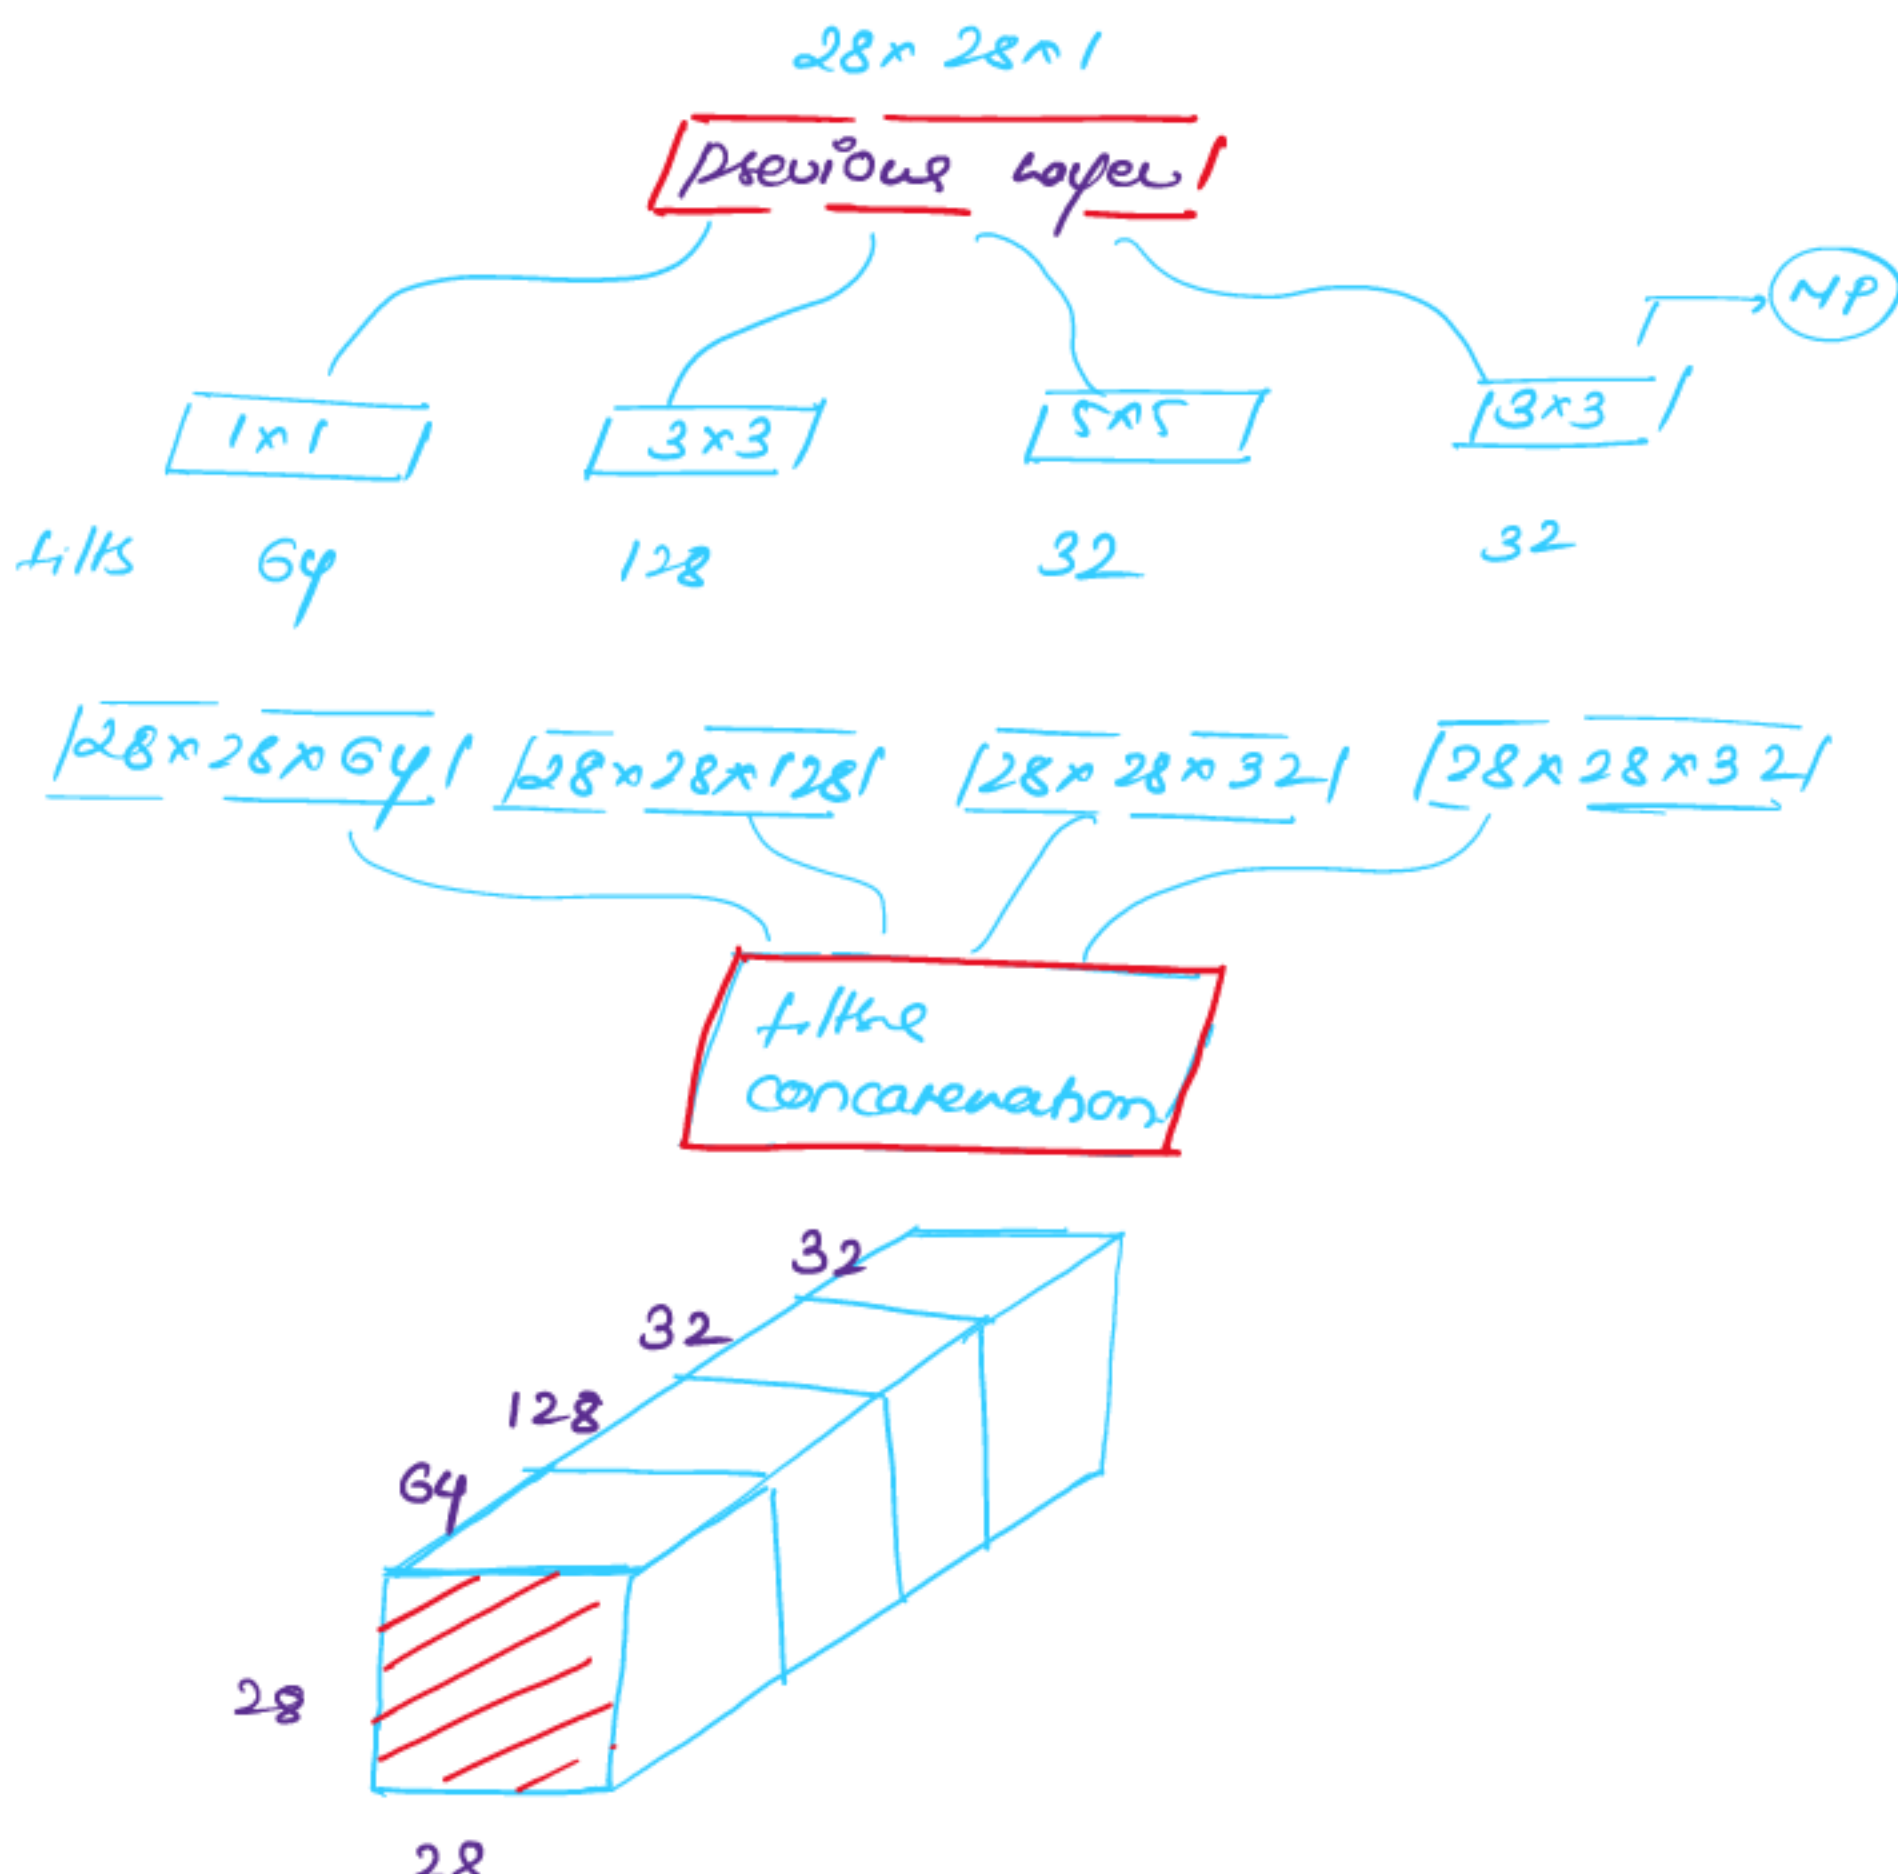 28 × 28 × 1
previous layer
MP
1 × 1
3 × 3
5 × 5
3 × 3
filts 64 128 32 32
28 × 28 × 64
28 × 28 × 128
28 × 28 × 32
28 × 28 × 32
filter
concatenation
32
32
128
64
28
28